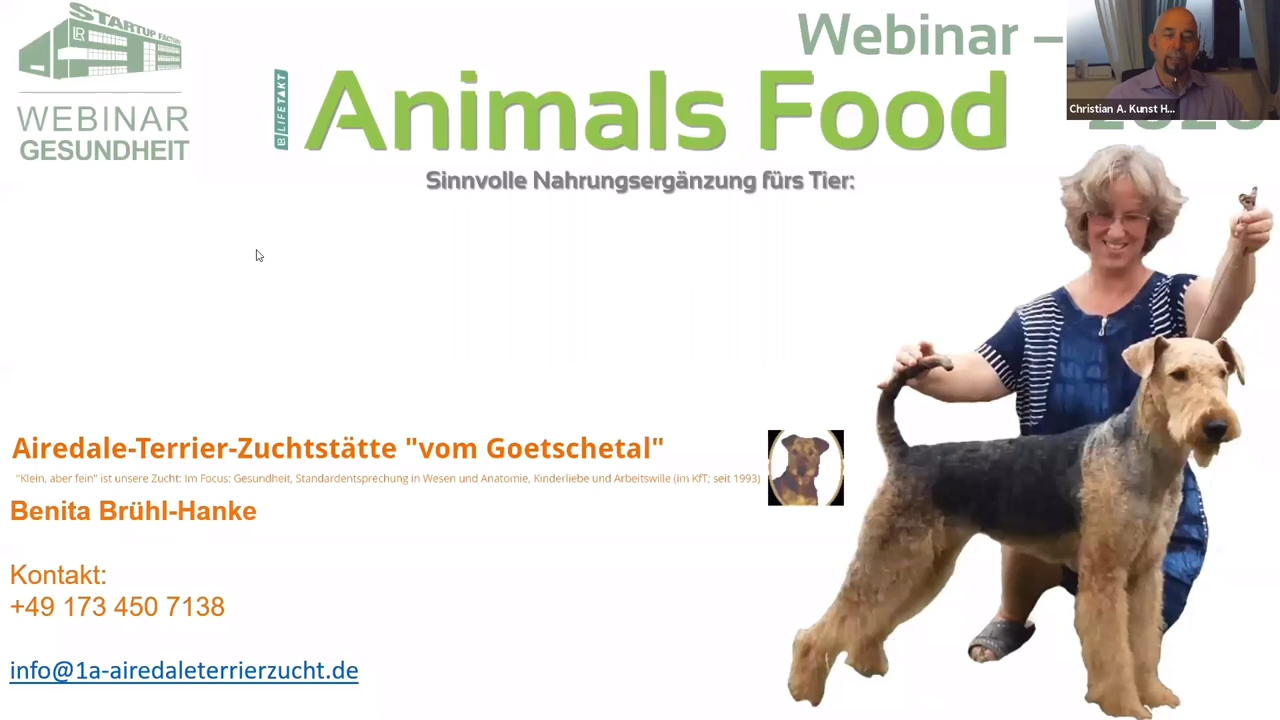 STARTUP FACTORY
LR
WEBINAR
GESUNDHEIT
Webinar –
LR LIFETAKT
Animals Food
Sinnvolle Nahrungsergänzung fürs Tier:
Christian A. Kunst H...
Airedale-Terrier-Zuchtstätte "vom Goetschetal"
"Klein, aber fein" ist unsere Zucht: Im Focus: Gesundheit, Standardentsprechung in Wesen und Anatomie, Kinderliebe und Arbeitswille (im KfT; seit 1993)
Benita Brühl-Hanke
Kontakt:
+49 173 450 7138
info@1a-airedaleterrierzucht.de